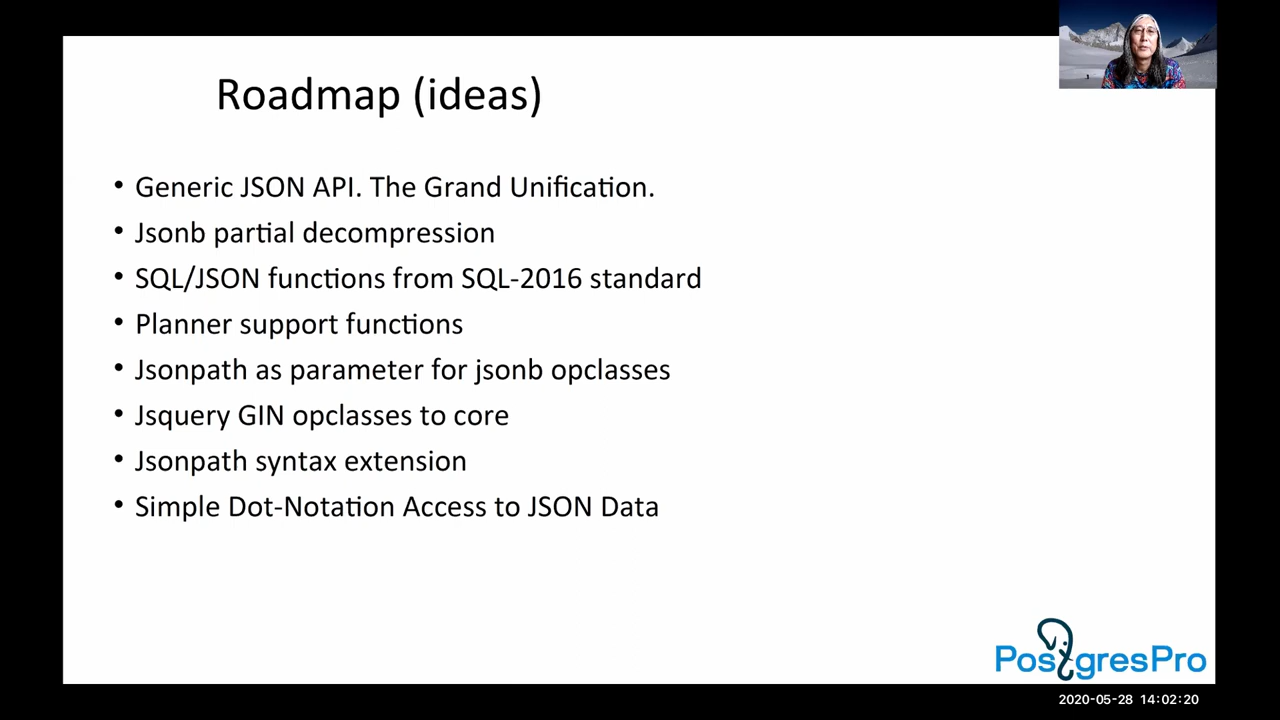 Roadmap (ideas)
• Generic JSON API. The Grand Unification.
• Jsonb partial decompression
• SQL/JSON functions from SQL-2016 standard
• Planner support functions
• Jsonpath as parameter for jsonb opclasses
• Jsquery GIN opclasses to core
• Jsonpath syntax extension
• Simple Dot-Notation Access to JSON Data
PostgresPro
2020-05-28 14:02:20